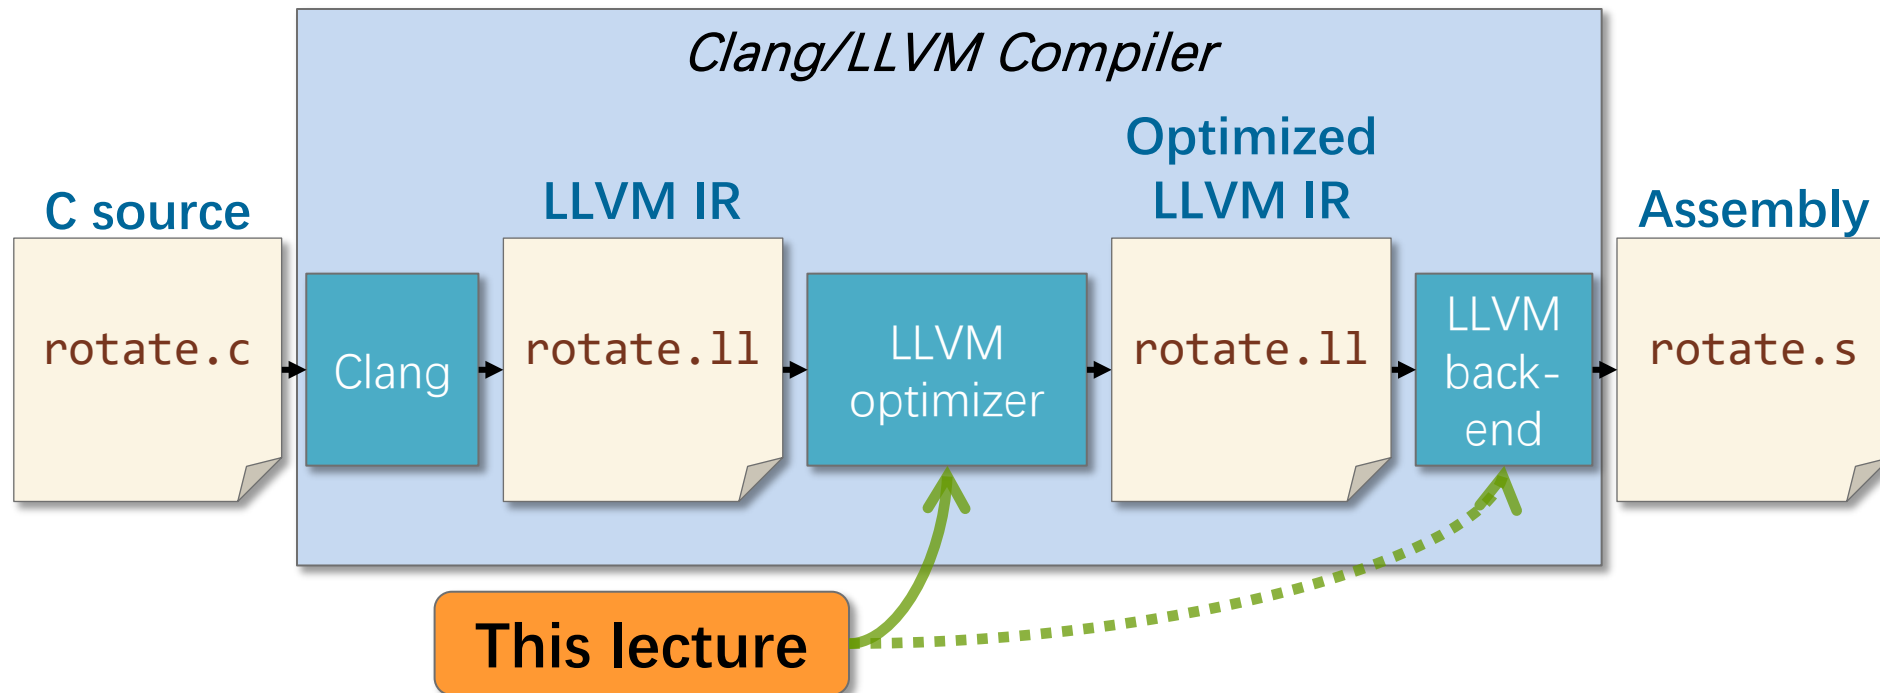 Clang/LLVM Compiler
C source
rotate.c
Clang
LLVM IR
rotate.ll
LLVM
optimizer
Optimized
LLVM IR
rotate.ll
LLVM
back-
end
Assembly
rotate.s
This lecture